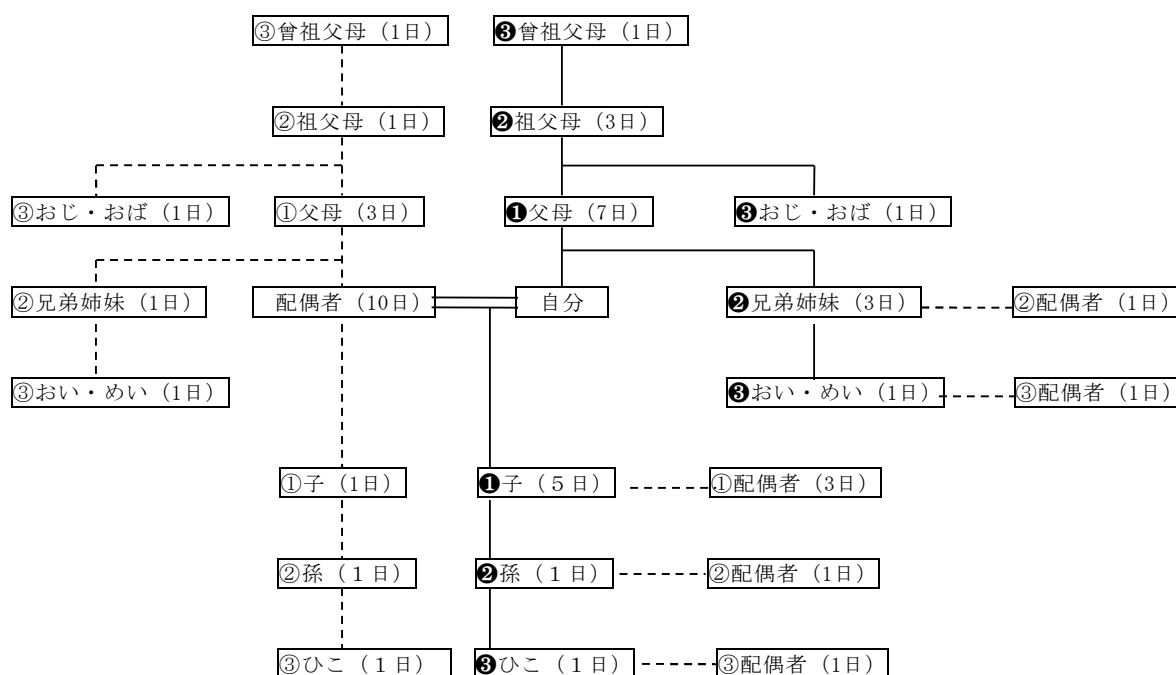 ③曾祖父母（1日） ❸曾祖父母（1日）
②祖父母（1日） ❷祖父母（3日）
③おじ・おば（1日） ①父母（3日） ❶父母（7日） ❸おじ・おば（1日）
②兄弟姉妹（1日） 配偶者（10日） 自分 ❷兄弟姉妹（3日） ②配偶者（1日）
③おい・めい（1日） ❸おい・めい（1日） ③配偶者（1日）
①子（1日） ❶子（５日） ①配偶者（3日）
②孫（１日） ❷孫（１日） ②配偶者（1日）
③ひこ（１日） ❸ひこ（１日） ③配偶者（1日）